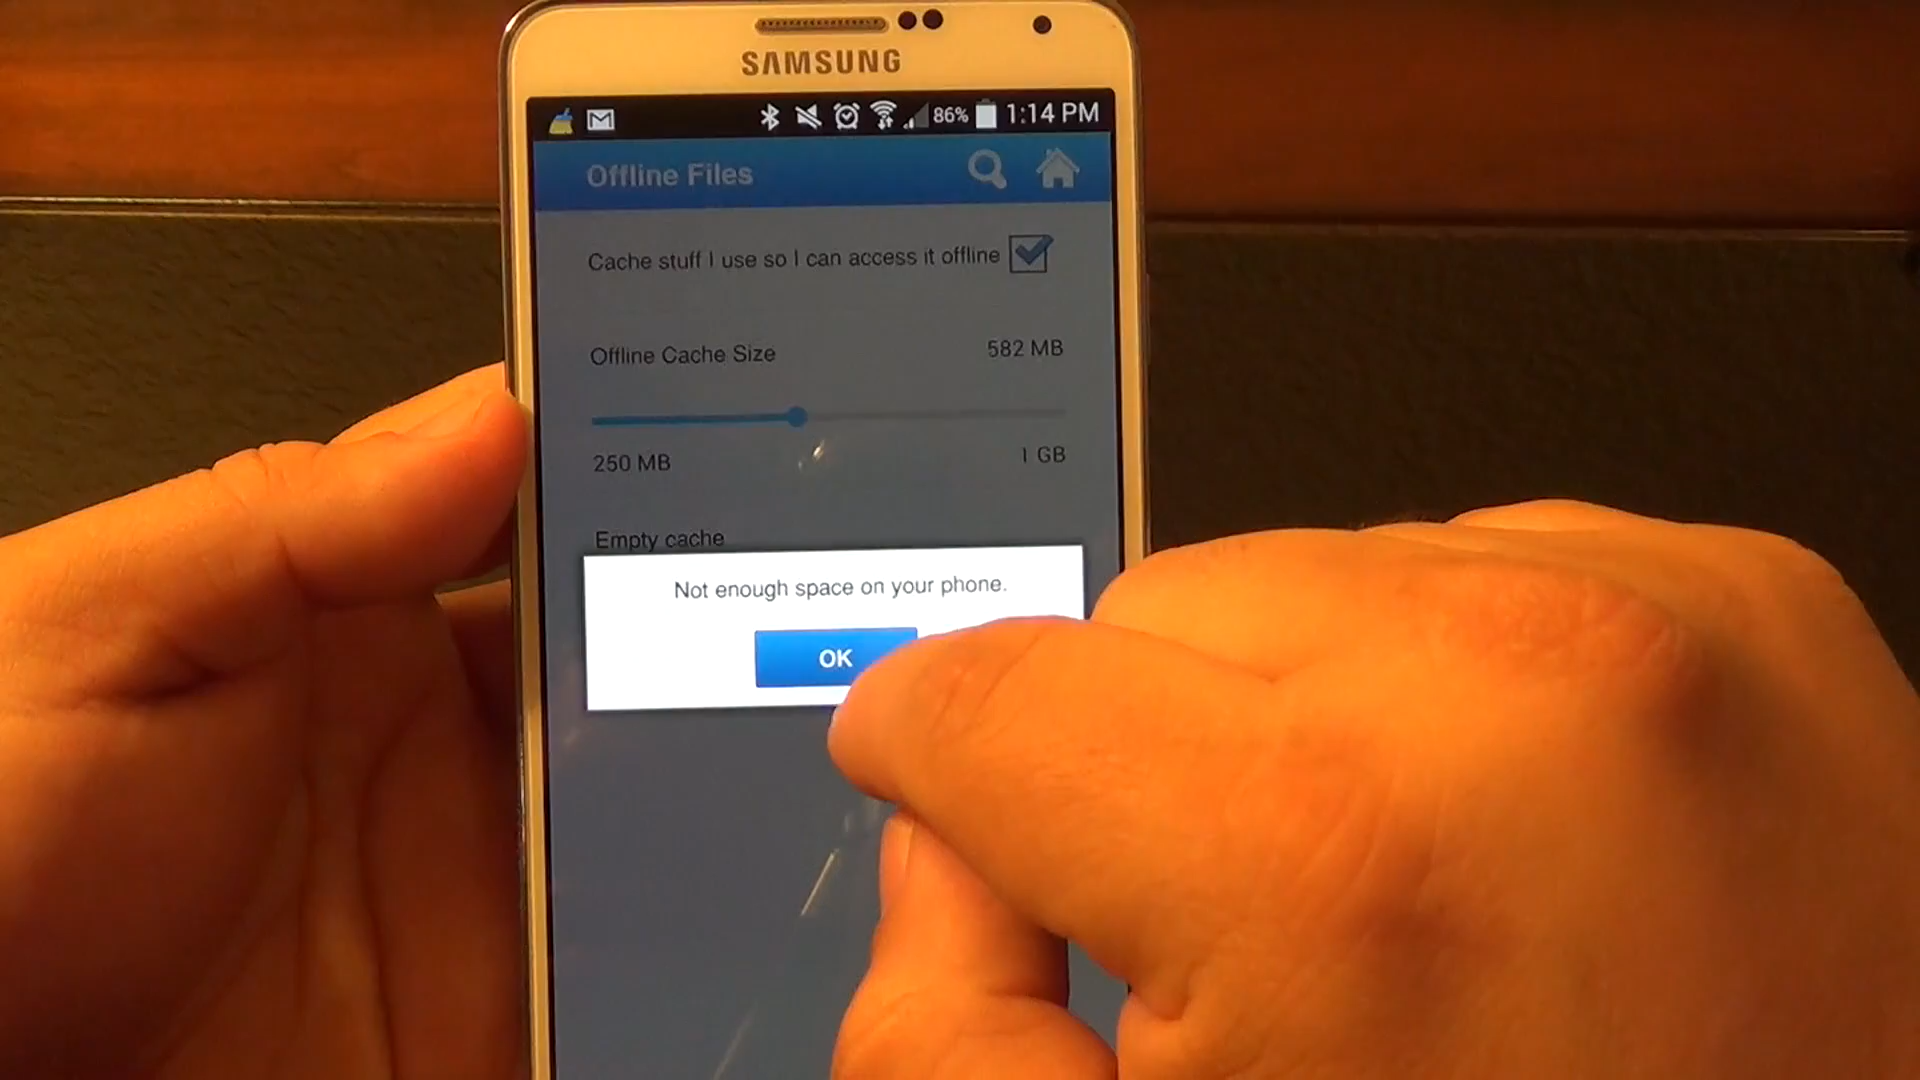 SAMSUNG
86% 1:14 PM
Offline Files
Cache stuff I use so I can access it offline
Offline Cache Size 582 MB
250 MB 1 GB
Empty cache
Not enough space on your phone.
OK